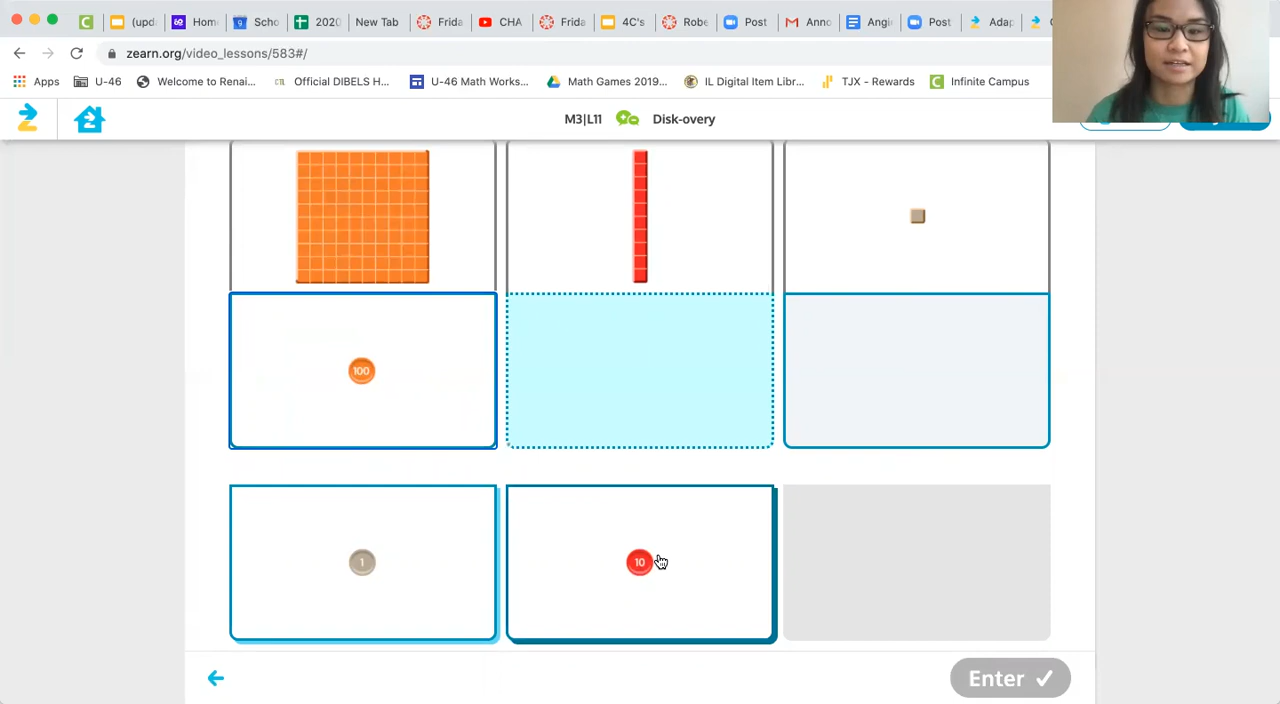 (upd
Hom
Scho
2020
New Tab
Frida
CHA
Frida
4C's
Robe
Post
Anno
Angi
Post
Adap
zearn.org/video_lessons/583#/
Apps
U-46
Welcome to Renai...
CTL
Official DIBELS H...
U-46 Math Works...
Math Games 2019...
IL Digital Item Libr...
TJX - Rewards
Infinite Campus
M3|L11
Disk-overy
100
1
10
Enter